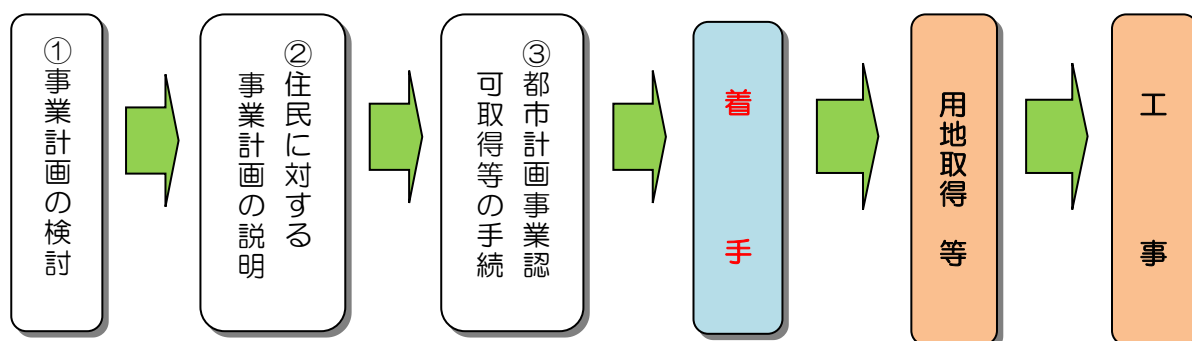 ①事業計画の検討
②住民に対する
事業計画の説明
③都市計画事業認
可取得等の手続
着手
用地取得 等
工事